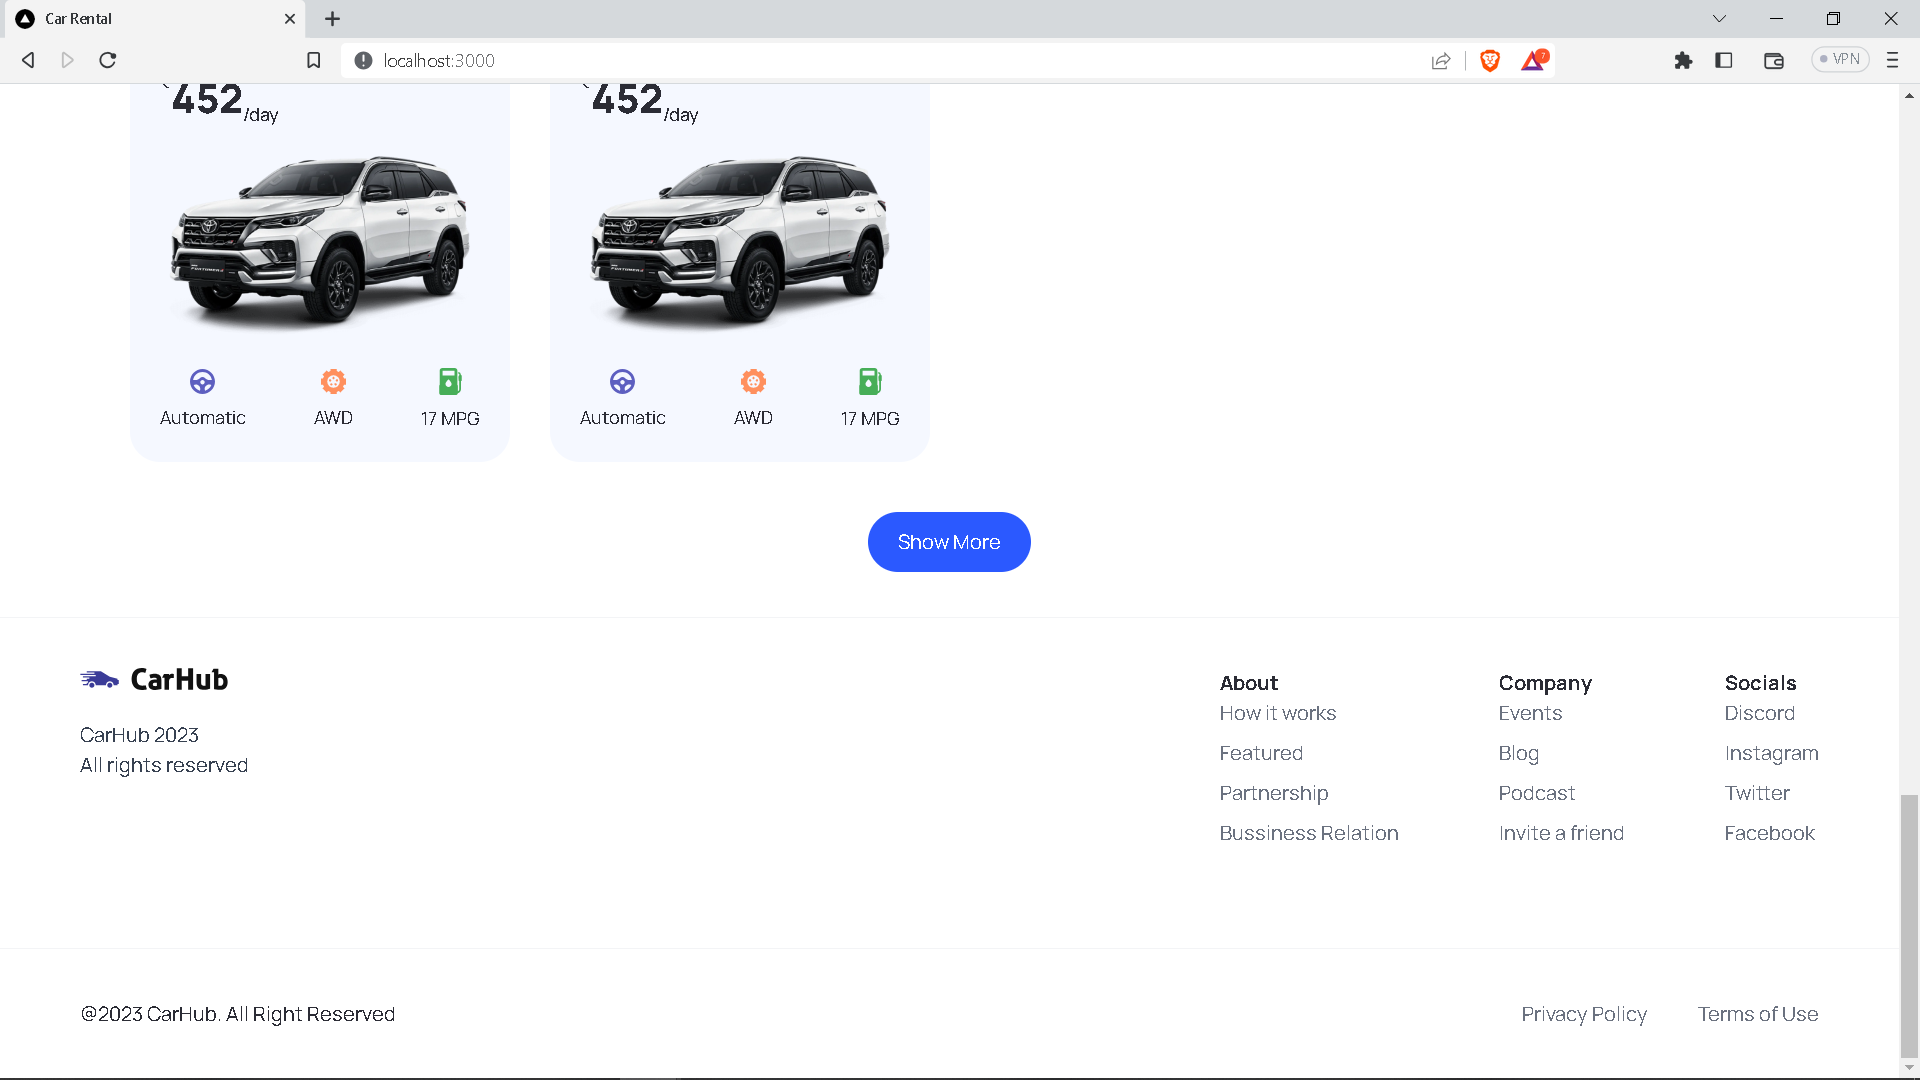 Car Rental
localhost:3000
VPN
7
452/day
452/day
Automatic AWD 17 MPG
Automatic AWD 17 MPG
Show More
CarHub
CarHub 2023
All rights reserved
About
How it works
Featured
Partnership
Bussiness Relation
Company
Events
Blog
Podcast
Invite a friend
Socials
Discord
Instagram
Twitter
Facebook
@2023 CarHub. All Right Reserved
Privacy Policy
Terms of Use